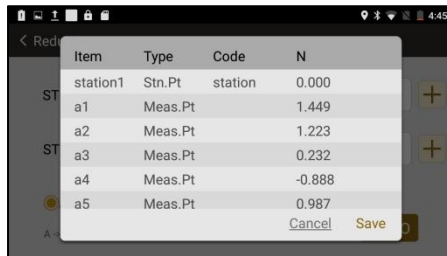 4:45
< Redu
Item Type Code N
station1 Stn.Pt station 0.000
ST
a1 Meas.Pt 1.449
a2 Meas.Pt 1.223
a3 Meas.Pt 0.232
ST
a4 Meas.Pt -0.888
a5 Meas.Pt 0.987
Cancel Save
A